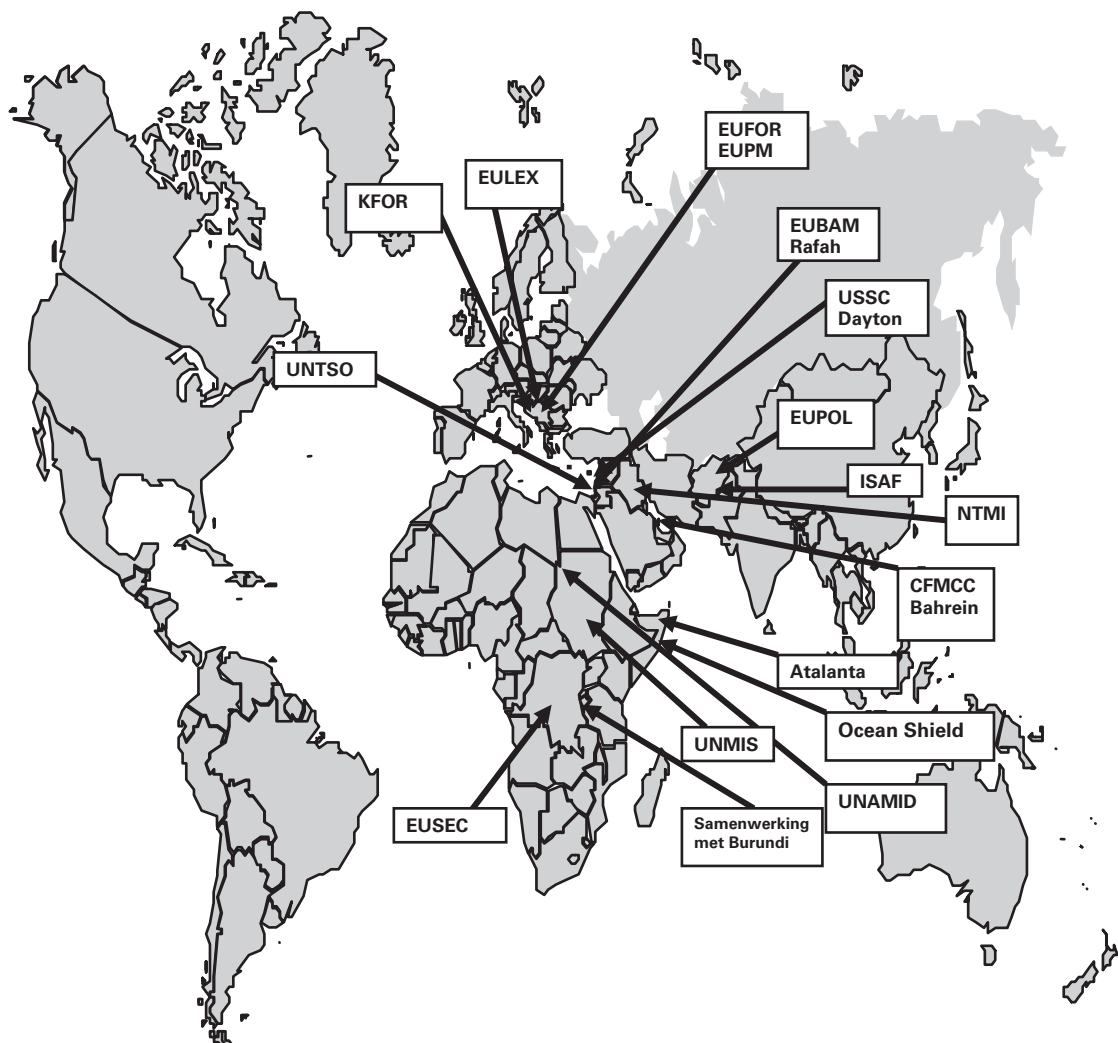 EUFOR
EUPM
EULEX
KFOR
EUBAM
Rafah
USSC
Dayton
UNTSO
EUPOL
ISAF
NTMI
CFMCC
Bahrein
Atalanta
Ocean Shield
UNMIS
UNAMID
EUSEC
Samenwerking
met Burundi